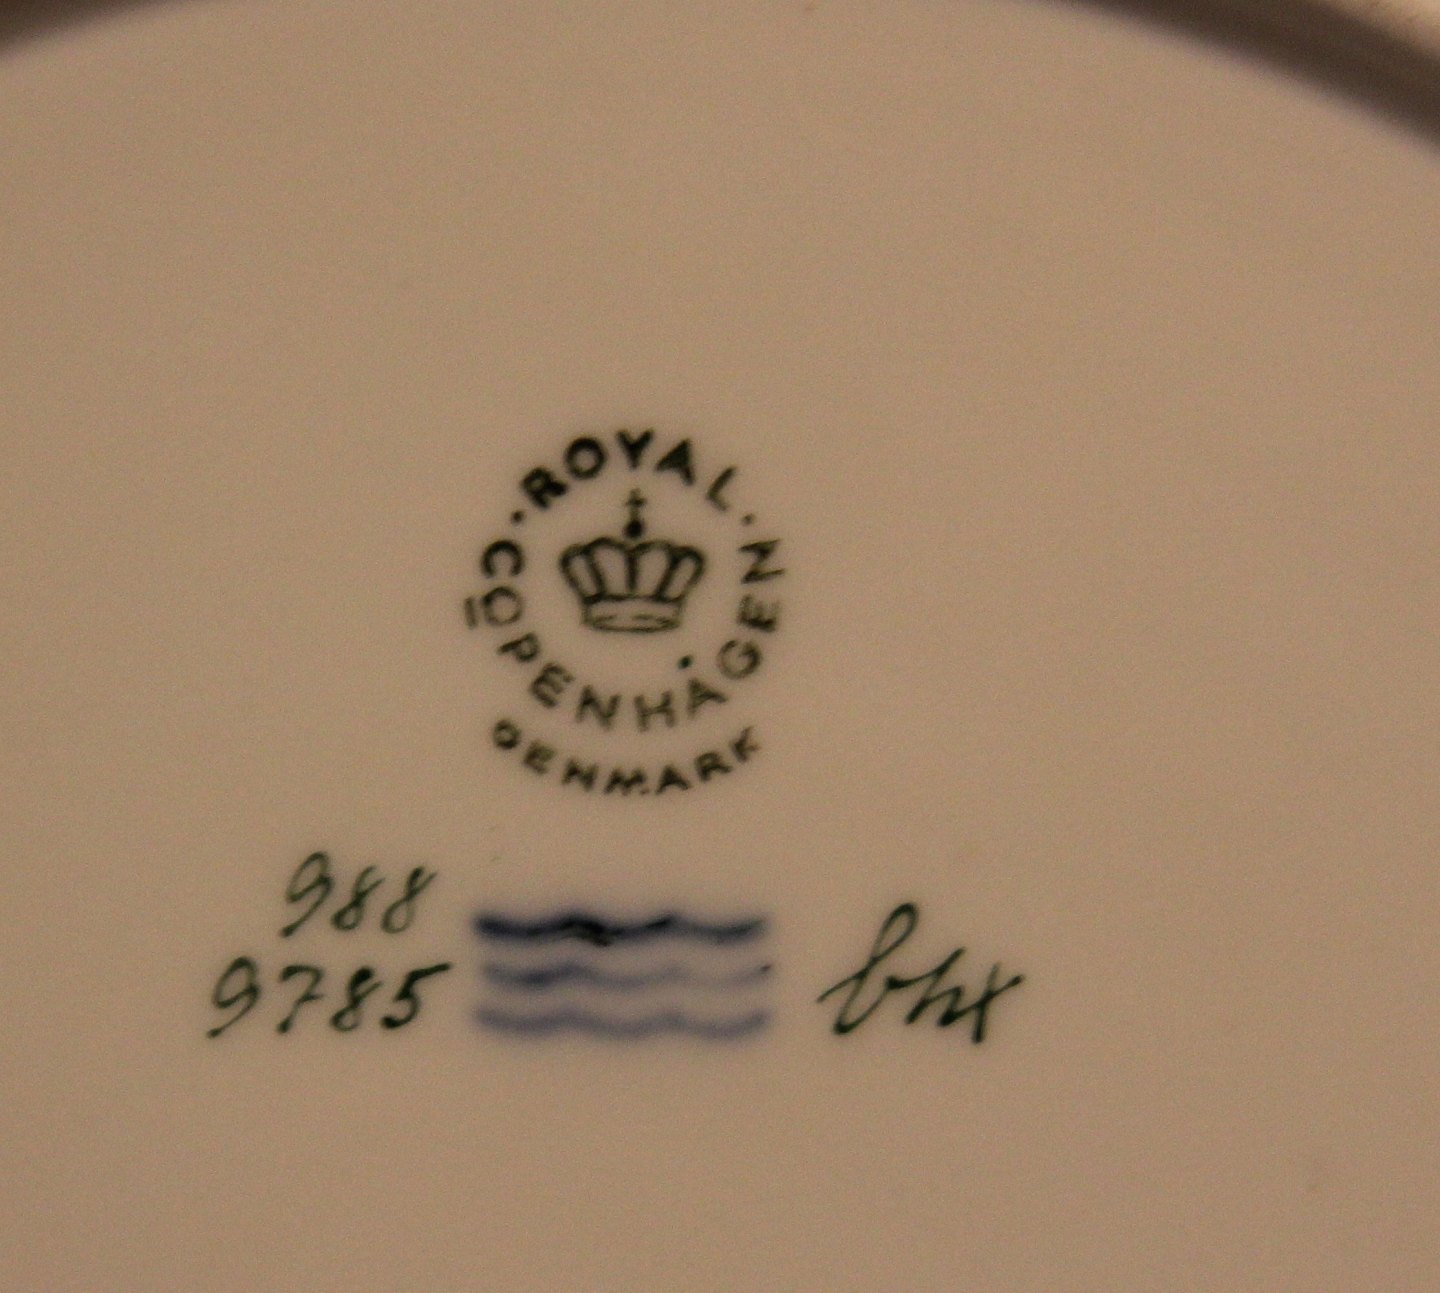 ROYAL
COPENHAGEN
DENMARK
988
9785